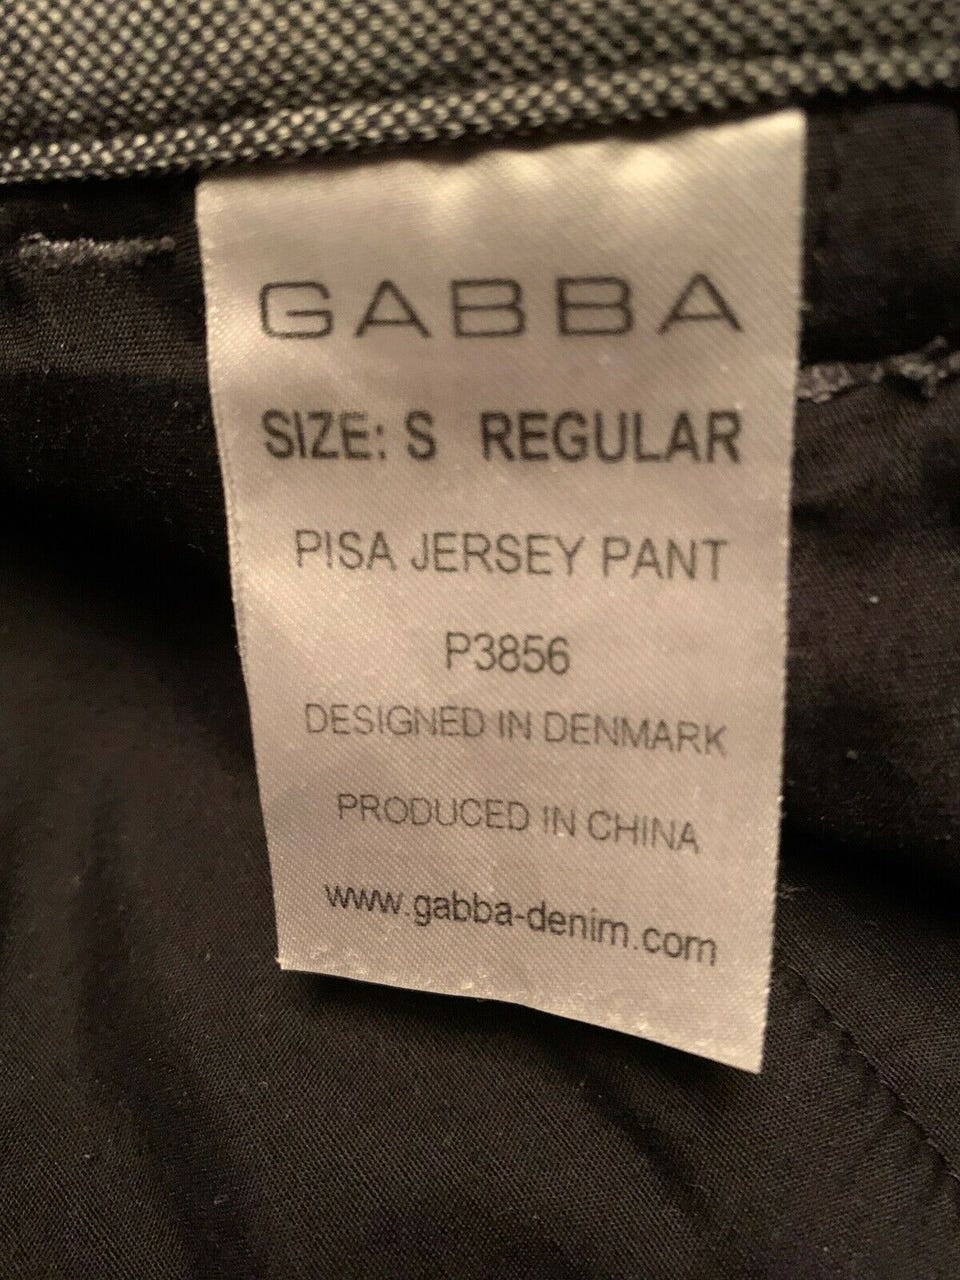 GABBA
SIZE: S REGULAR
PISA JERSEY PANT
P3856
DESIGNED IN DENMARK
PRODUCED IN CHINA
www.gabba-denim.com